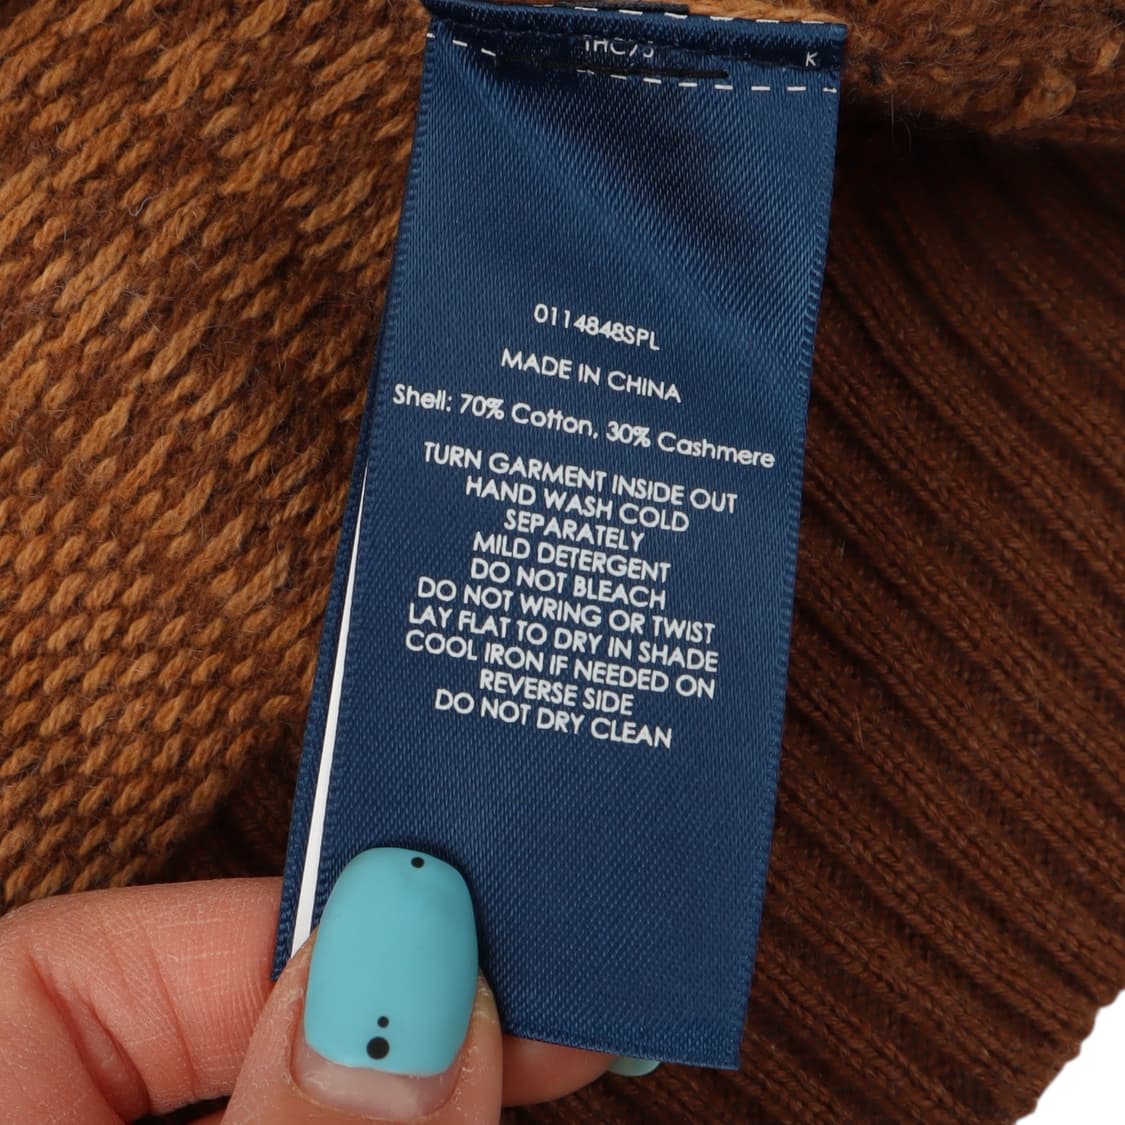 K
0114848SPL
MADE IN CHINA
Shell: 70% Cotton, 30% Cashmere
TURN GARMENT INSIDE OUT
HAND WASH COLD
SEPARATELY
MILD DETERGENT
DO NOT BLEACH
DO NOT WRING OR TWIST
LAY FLAT TO DRY IN SHADE
COOL IRON IF NEEDED ON
REVERSE SIDE
DO NOT DRY CLEAN